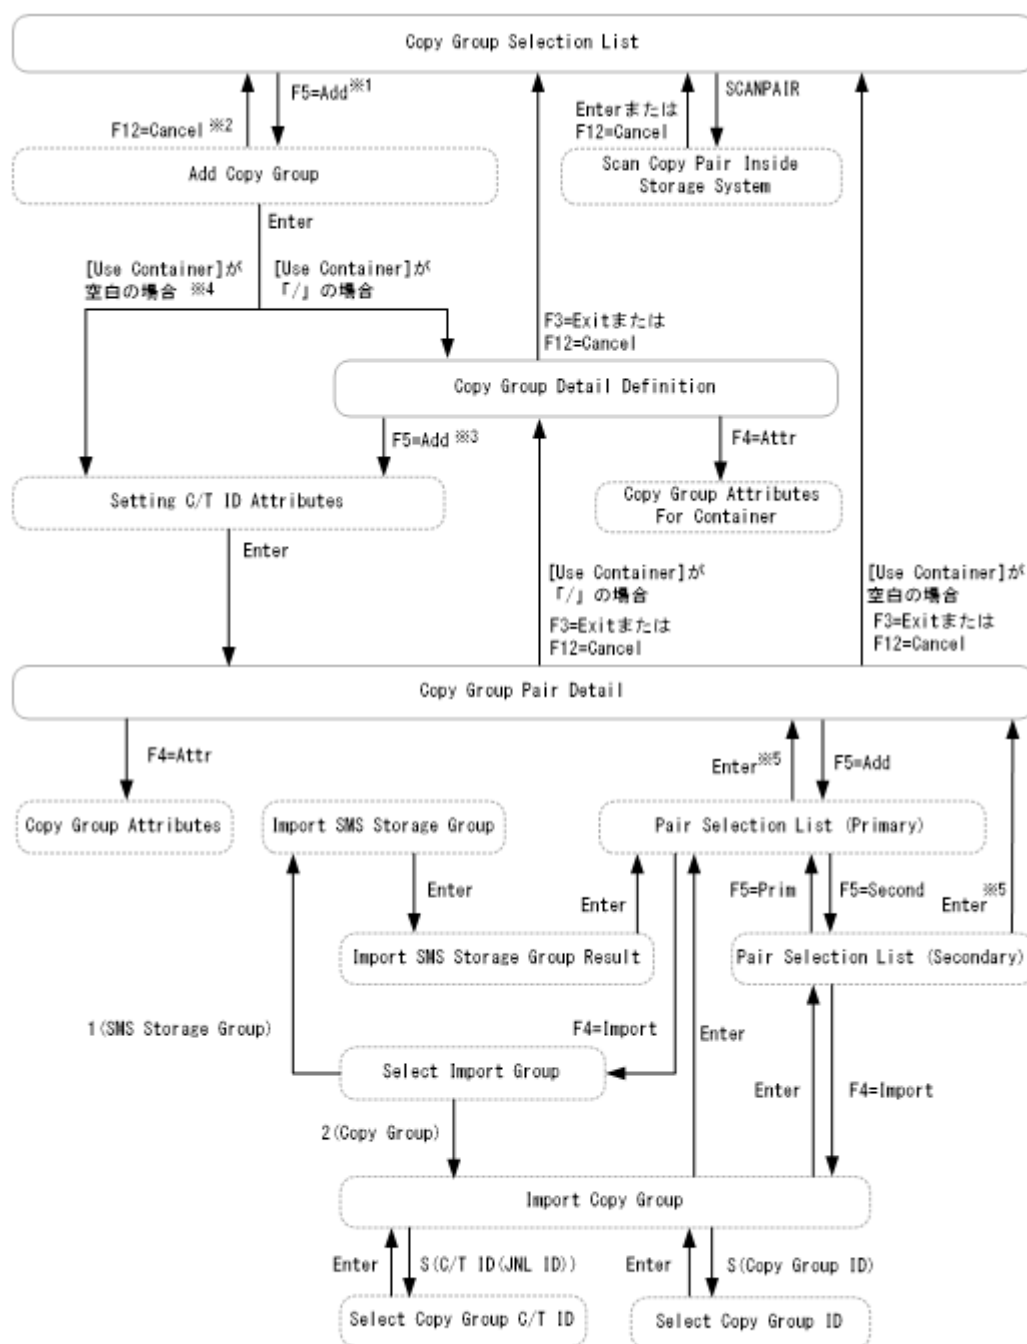 Copy Group Selection List
F5=Add※1
F12=Cancel※2
Enterまたは
F12=Cancel
SCANPAIR
Add Copy Group
Scan Copy Pair Inside
Storage System
Enter
[Use Container]が
空白の場合 ※4
[Use Container]が
「/」の場合
F3=Exitまたは
F12=Cancel
Copy Group Detail Definition
F5=Add※3
F4=Attr
Setting C/T ID Attributes
Copy Group Attributes
For Container
Enter
[Use Container]が
「/」の場合
F3=Exitまたは
F12=Cancel
[Use Container]が
空白の場合
F3=Exitまたは
F12=Cancel
Copy Group Pair Detail
F4=Attr
Enter※5
F5=Add
Copy Group Attributes
Import SMS Storage Group
Pair Selection List (Primary)
Enter
Enter
F5=Prim
F5=Second
Enter※5
Import SMS Storage Group Result
Pair Selection List (Secondary)
1(SMS Storage Group)
F4=Import
Enter
Select Import Group
Enter
F4=Import
2(Copy Group)
Import Copy Group
Enter
S(C/T ID(JNL ID))
Enter
S(Copy Group ID)
Select Copy Group C/T ID
Select Copy Group ID